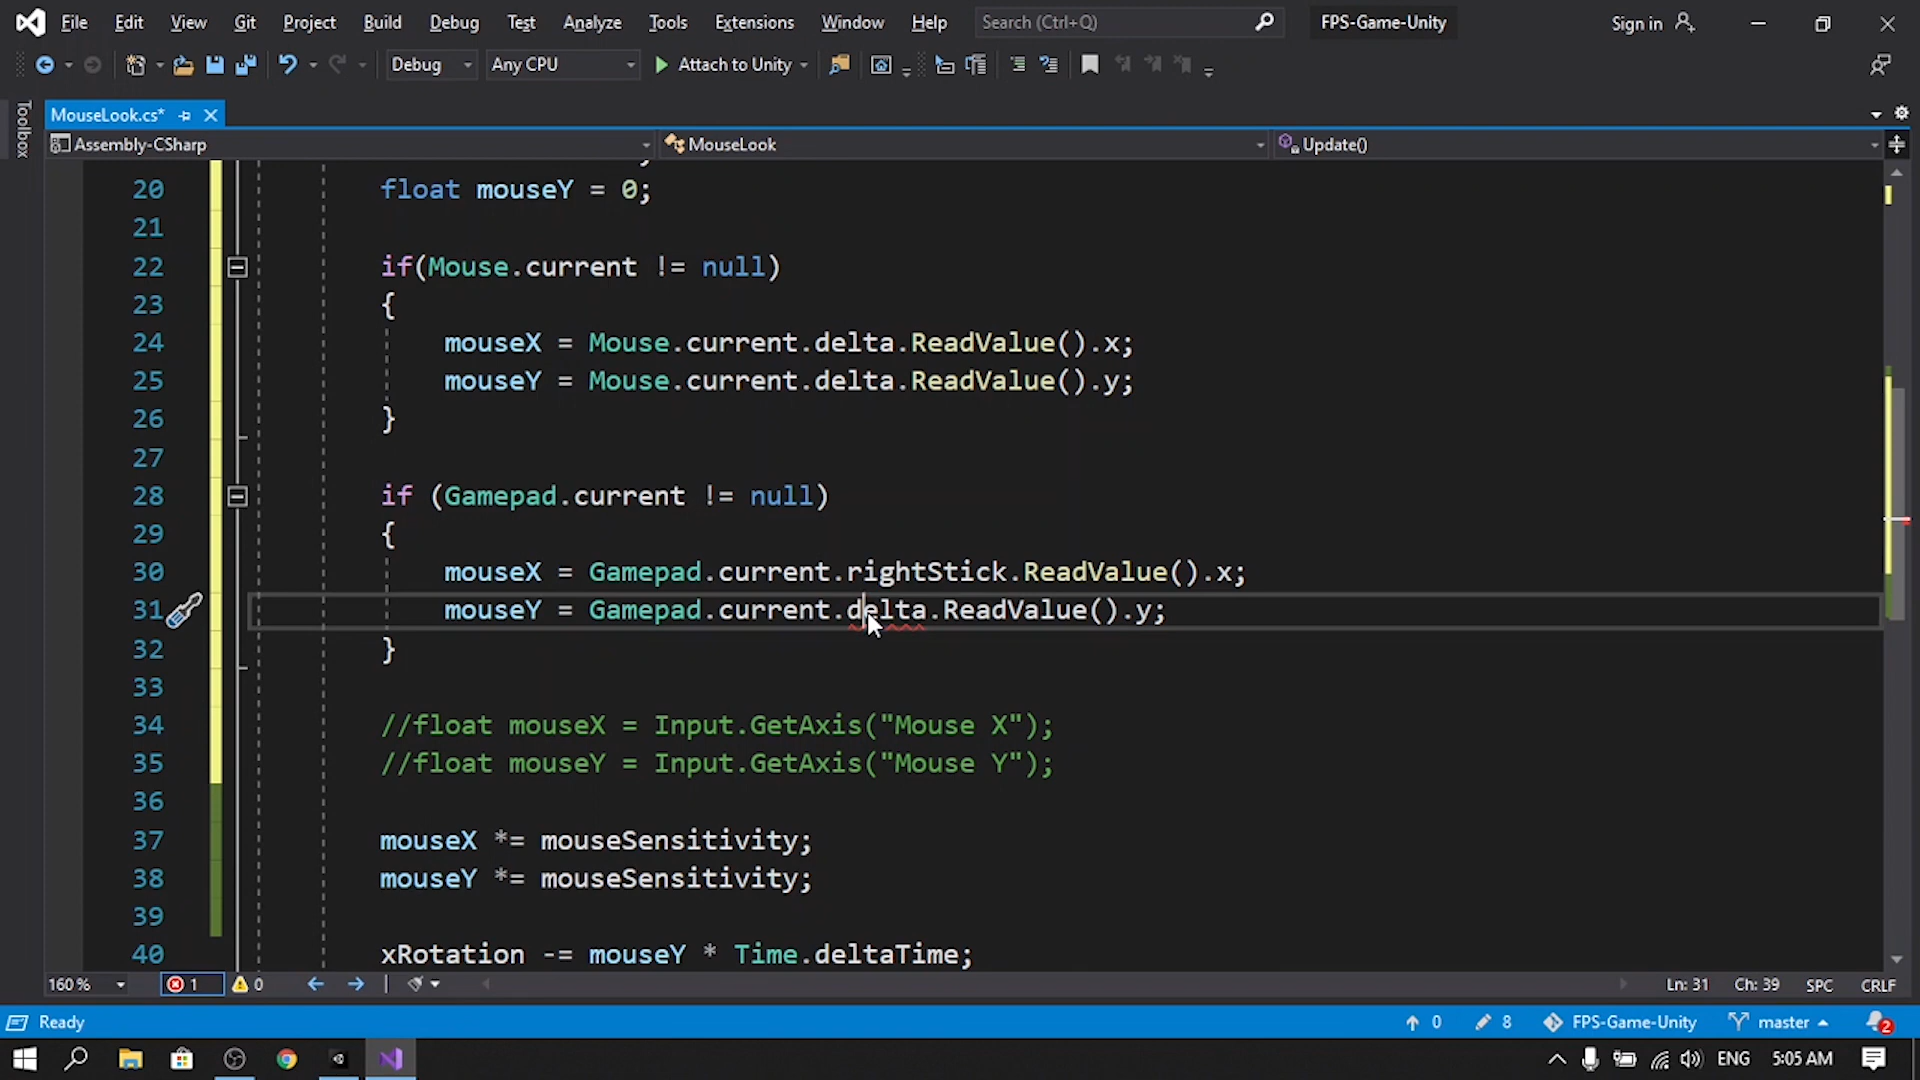 File Edit View Git Project Build Debug Test Analyze Tools Extensions Window Help Search (Ctrl+Q) FPS-Game-Unity Sign in
Debug Any CPU Attach to Unity
Toolbox
MouseLook.cs*
Assembly-CSharp MouseLook Update()
20 float mouseY = 0;
21
22 if(Mouse.current != null)
23 {
24 mouseX = Mouse.current.delta.ReadValue().x;
25 mouseY = Mouse.current.delta.ReadValue().y;
26 }
27
28 if (Gamepad.current != null)
29 {
30 mouseX = Gamepad.current.rightStick.ReadValue().x;
31 mouseY = Gamepad.current.delta.ReadValue().y;
32 }
33
34 //float mouseX = Input.GetAxis("Mouse X");
35 //float mouseY = Input.GetAxis("Mouse Y");
36
37 mouseX *= mouseSensitivity;
38 mouseY *= mouseSensitivity;
39
40 xRotation -= mouseY * Time.deltaTime;
160 % 1 0 Ln: 31 Ch: 39 SPC CRLF
Ready 0 8 FPS-Game-Unity master 2
ENG 5:05 AM